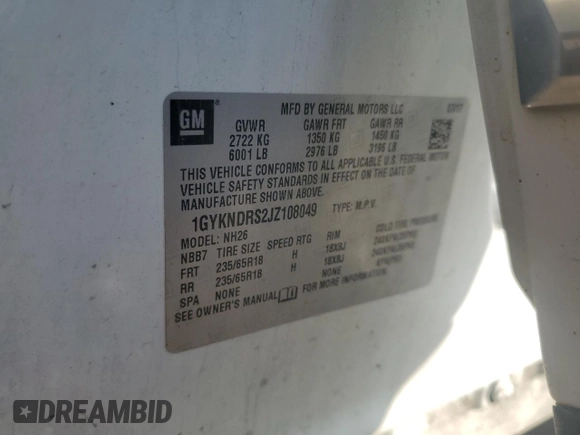 GM
®
MFD BY GENERAL MOTORS LLC
GVWR GAWR FRT GAWR RR
2722 KG 1350 KG 1450 KG
6001 LB 2976 LB 3196 LB
THIS VEHICLE CONFORMS TO ALL APPLICABLE U.S. FEDERAL MOTOR
VEHICLE SAFETY STANDARDS IN EFFECT ON THE DATE OF
MANUFACTURE SHOWN ABOVE.
1GYKNDRS2JZ108049 TYPE: M.P.V.
MODEL: NH26
NBB7 TIRE SIZE SPEED RTG RIM COLD TIRE PRESSURE
FRT 235/65R18 H 18X8J
RR 235/65R18 H 18X8J
SPA NONE NONE
SEE OWNER'S MANUAL FOR MORE INFORMATION.
DREAMBID